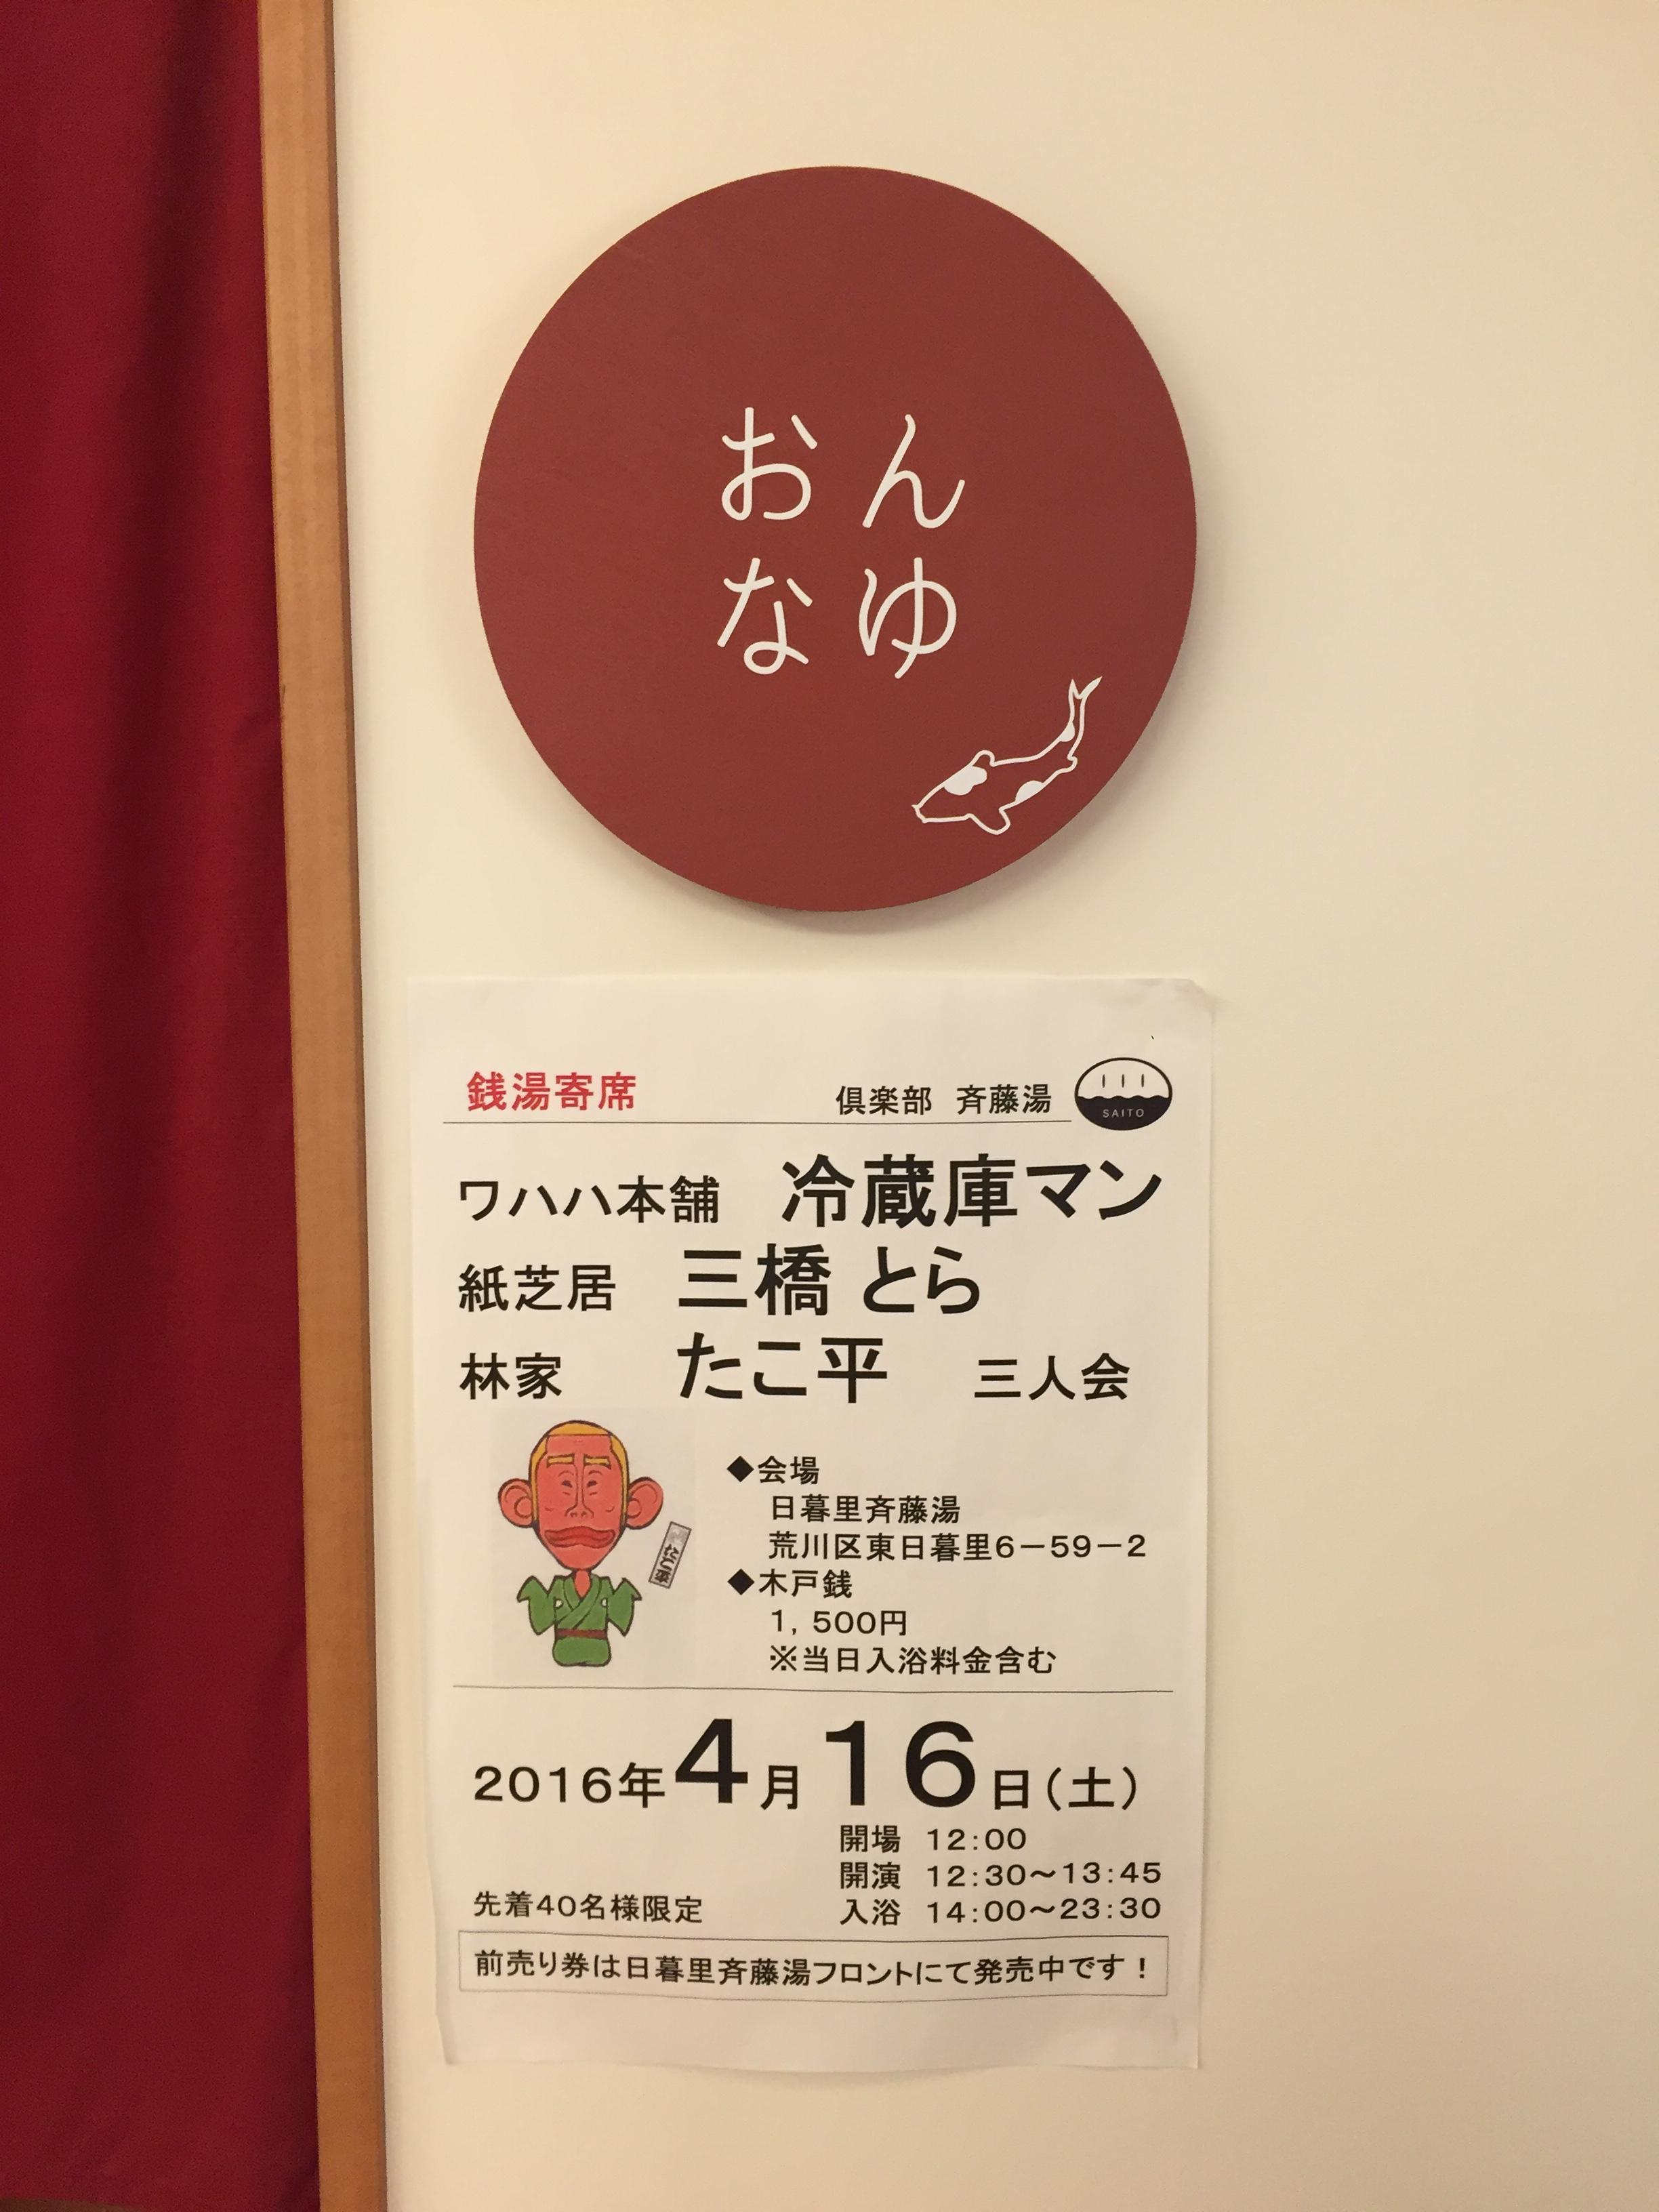 おん
なゆ
銭湯寄席
倶楽部 斉藤湯
SAITO
ワハハ本舗 冷蔵庫マン
紙芝居 三橋 とら
林家 たこ平 三人会
◆会場
日暮里斉藤湯
荒川区東日暮里6－59－2
◆木戸銭
1，500円
※当日入浴料金含む
たこ平
2016年4月16日（土）
開場 12：00
開演 12：30～13：45
先着40名様限定
入浴 14：00～23：30
前売り券は日暮里斉藤湯フロントにて発売中です！